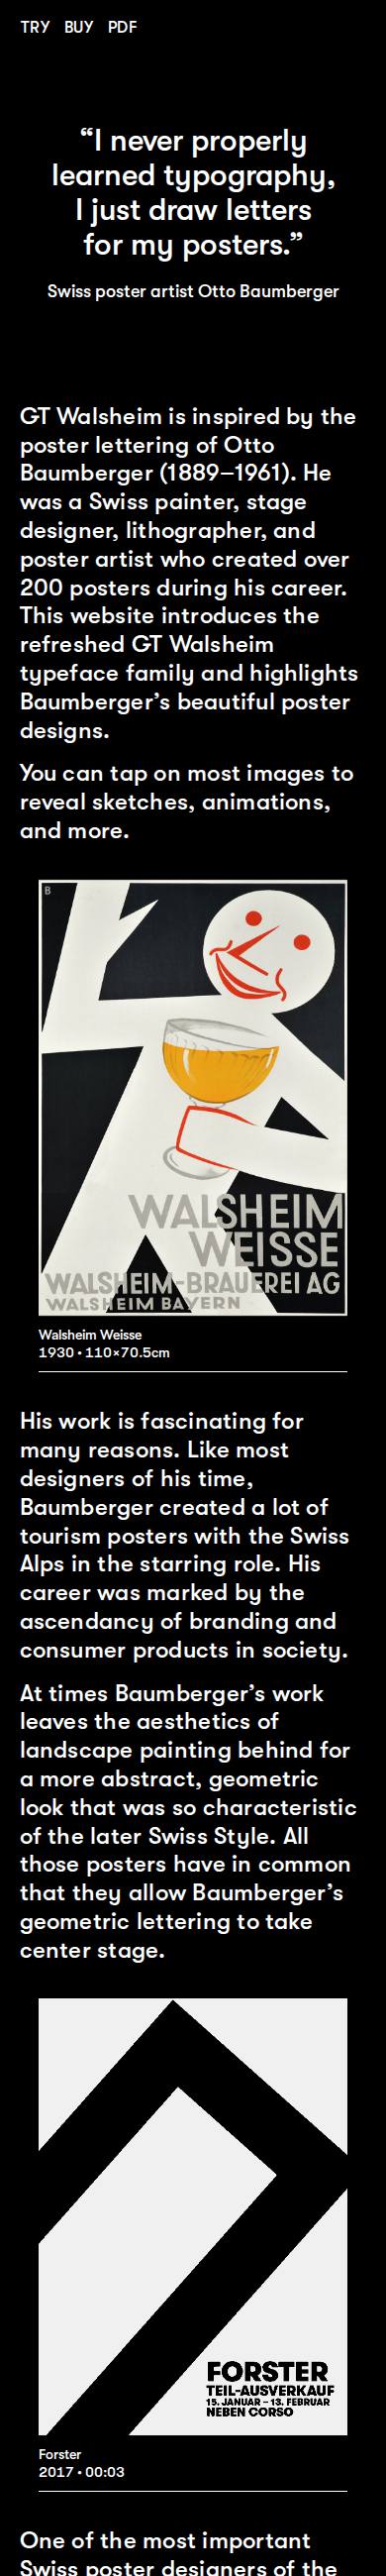 TRY BUY PDF
“I never properly
learned typography,
I just draw letters
for my posters.”
Swiss poster artist Otto Baumberger
GT Walsheim is inspired by the
poster lettering of Otto
Baumberger (1889–1961). He
was a Swiss painter, stage
designer, lithographer, and
poster artist who created over
200 posters during his career.
This website introduces the
refreshed GT Walsheim
typeface family and highlights
Baumberger’s beautiful poster
designs.
You can tap on most images to
reveal sketches, animations,
and more.
B
WALSHEIM
WEISSE
WALSHEIM-BRAUEREI AG
WALSHEIM BAYERN
Walsheim Weisse
1930 • 110×70.5cm
His work is fascinating for
many reasons. Like most
designers of his time,
Baumberger created a lot of
tourism posters with the Swiss
Alps in the starring role. His
career was marked by the
ascendancy of branding and
consumer products in society.
At times Baumberger’s work
leaves the aesthetics of
landscape painting behind for
a more abstract, geometric
look that was so characteristic
of the later Swiss Style. All
those posters have in common
that they allow Baumberger’s
geometric lettering to take
center stage.
FORSTER
TEIL-AUSVERKAUF
15. JANUAR – 13. FEBRUAR
NEBEN CORSO
Forster
2017 • 00:03
One of the most important
Swiss poster designers of the